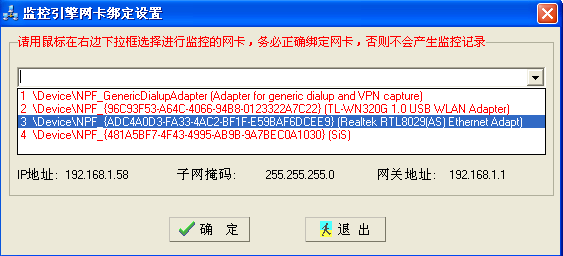 监控引擎网卡绑定设置
请用鼠标在右边下拉框选择进行监控的网卡，务必正确绑定网卡，否则不会产生监控记录
1 \Device\NPF_GenericDialupAdapter (Adapter for generic dialup and VPN capture)
2 \Device\NPF_{96C93F53-A64C-4066-94B8-0123322A7C22} (TL-WN320G 1.0 USB WLAN Adapter)
3 \Device\NPF_{ADC4A0D3-FA33-4AC2-BF1F-E59BAF6DCEE9} (Realtek RTL8029(AS) Ethernet Adapt)
4 \Device\NPF_{481A5BF7-4F43-4995-AB9B-9A7BEC0A1030} (SiS)
IP地址: 192.168.1.58 子网掩码: 255.255.255.0 网关地址: 192.168.1.1
确 定 退 出